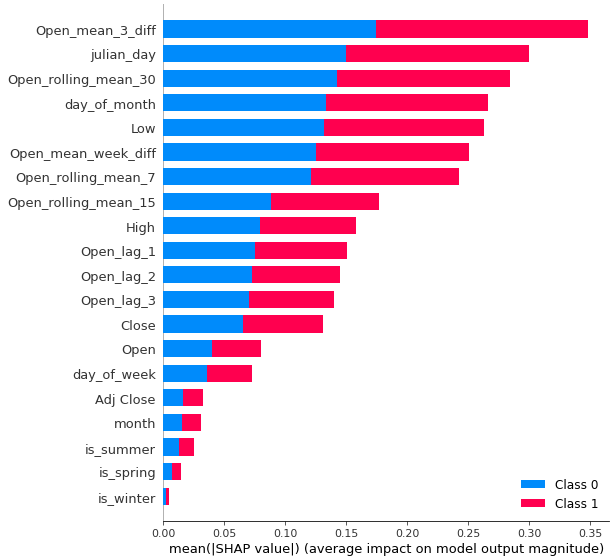 Open_mean_3_diff
julian_day
Open_rolling_mean_30
day_of_month
Low
Open_mean_week_diff
Open_rolling_mean_7
Open_rolling_mean_15
High
Open_lag_1
Open_lag_2
Open_lag_3
Close
Open
day_of_week
Adj Close
month
is_summer
is_spring
is_winter
Class 0
Class 1
0.00 0.05 0.10 0.15 0.20 0.25 0.30 0.35
mean(|SHAP value|) (average impact on model output magnitude)